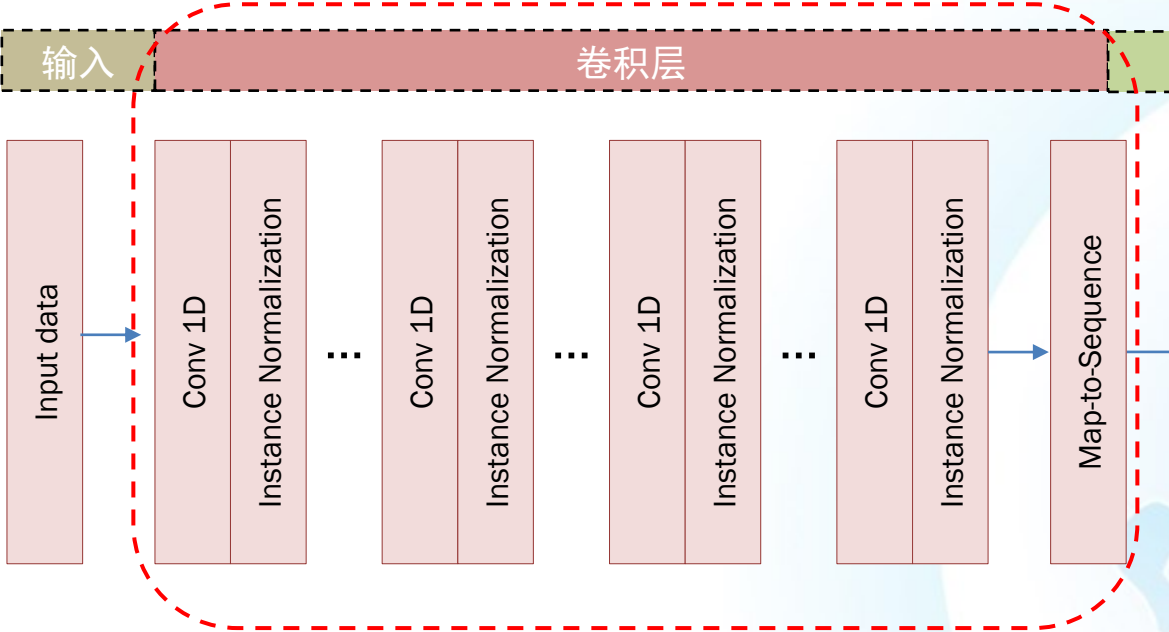 输入
卷积层
Input data
Conv 1D
Instance Normalization
...
Conv 1D
Instance Normalization
...
Conv 1D
Instance Normalization
...
Conv 1D
Instance Normalization
Map-to-Sequence